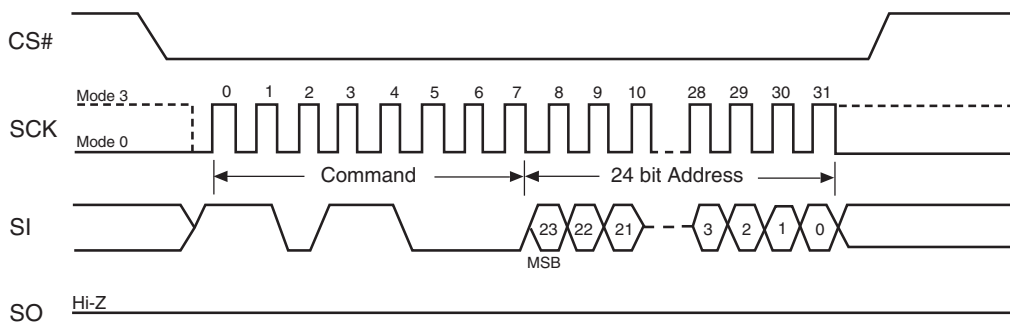 CS#
Mode 3
0 1 2 3 4 5 6 7 8 9 10 28 29 30 31
SCK
Mode 0
Command 24 bit Address
SI
23 22 21 3 2 1 0
MSB
Hi-Z
SO